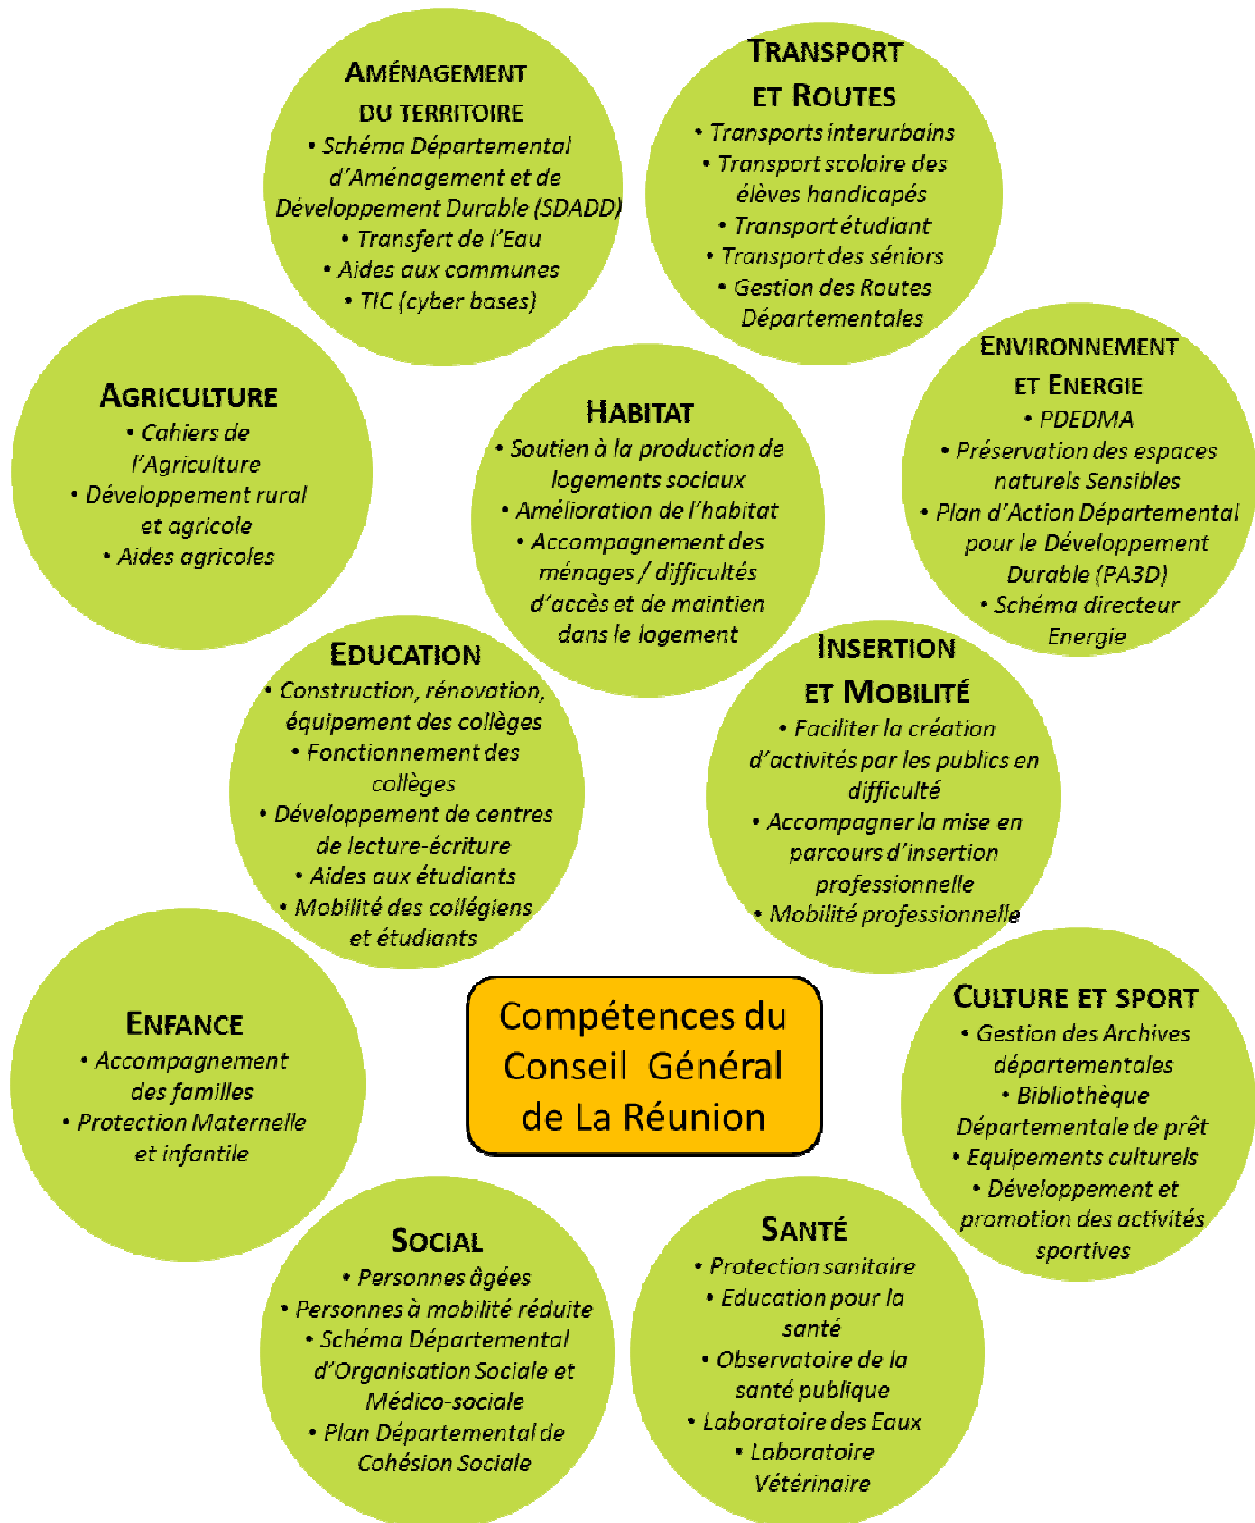 AMÉNAGEMENT
DU TERRITOIRE
• Schéma Départemental
d'Aménagement et de
Développement Durable (SDADD)
• Transfert de l'Eau
• Aides aux communes
• TIC (cyber bases)
TRANSPORT
ET ROUTES
• Transports interurbains
• Transport scolaire des
élèves handicapés
• Transport étudiant
• Transport des séniors
• Gestion des Routes
Départementales
AGRICULTURE
• Cahiers de
l'Agriculture
• Développement rural
et agricole
• Aides agricoles
HABITAT
• Soutien à la production de
logements sociaux
• Amélioration de l'habitat
• Accompagnement des
ménages / difficultés
d'accès et de maintien
dans le logement
ENVIRONNEMENT
ET ENERGIE
• PDEDMA
• Préservation des espaces
naturels Sensibles
• Plan d'Action Départemental
pour le Développement
Durable (PA3D)
• Schéma directeur
Energie
EDUCATION
• Construction, rénovation,
équipement des collèges
• Fonctionnement des
collèges
• Développement de centres
de lecture-écriture
• Aides aux étudiants
• Mobilité des collégiens
et étudiants
INSERTION
ET MOBILITÉ
• Faciliter la création
d'activités par les publics en
difficulté
• Accompagner la mise en
parcours d'insertion
professionnelle
• Mobilité professionnelle
ENFANCE
• Accompagnement
des familles
• Protection Maternelle
et infantile
Compétences du
Conseil Général
de La Réunion
CULTURE ET SPORT
• Gestion des Archives
départementales
• Bibliothèque
Départementale de prêt
• Equipements culturels
• Développement et
promotion des activités
sportives
SOCIAL
• Personnes âgées
• Personnes à mobilité réduite
• Schéma Départemental
d'Organisation Sociale et
Médico-sociale
• Plan Départemental de
Cohésion Sociale
SANTÉ
• Protection sanitaire
• Education pour la
santé
• Observatoire de la
santé publique
• Laboratoire des Eaux
• Laboratoire
Vétérinaire